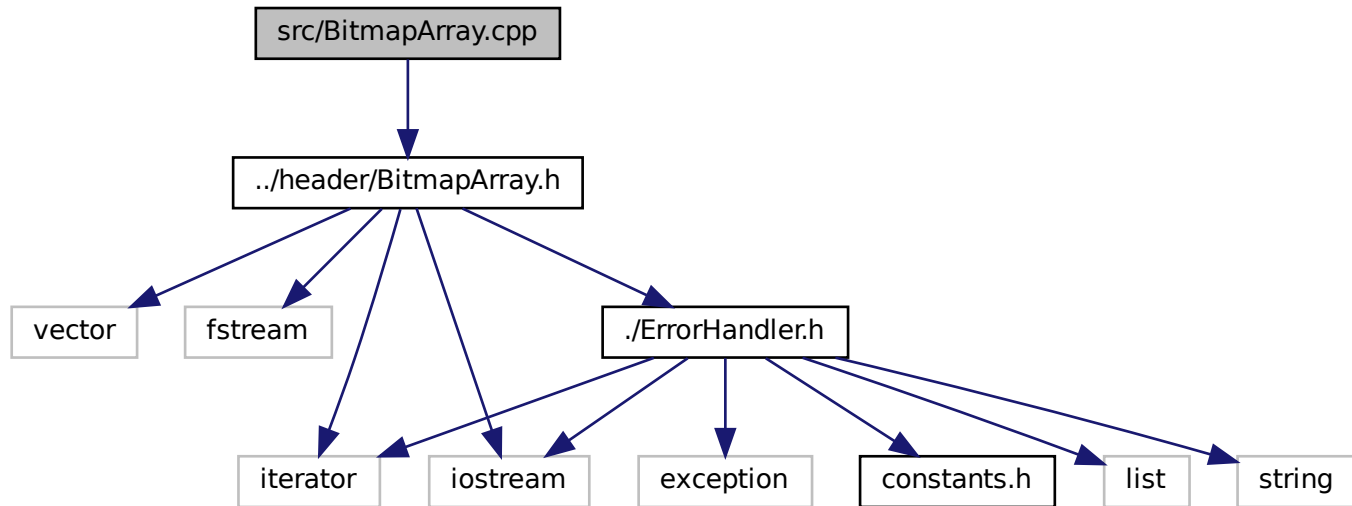 src/BitmapArray.cpp
../header/BitmapArray.h
vector
fstream
./ErrorHandler.h
iterator
iostream
exception
constants.h
list
string